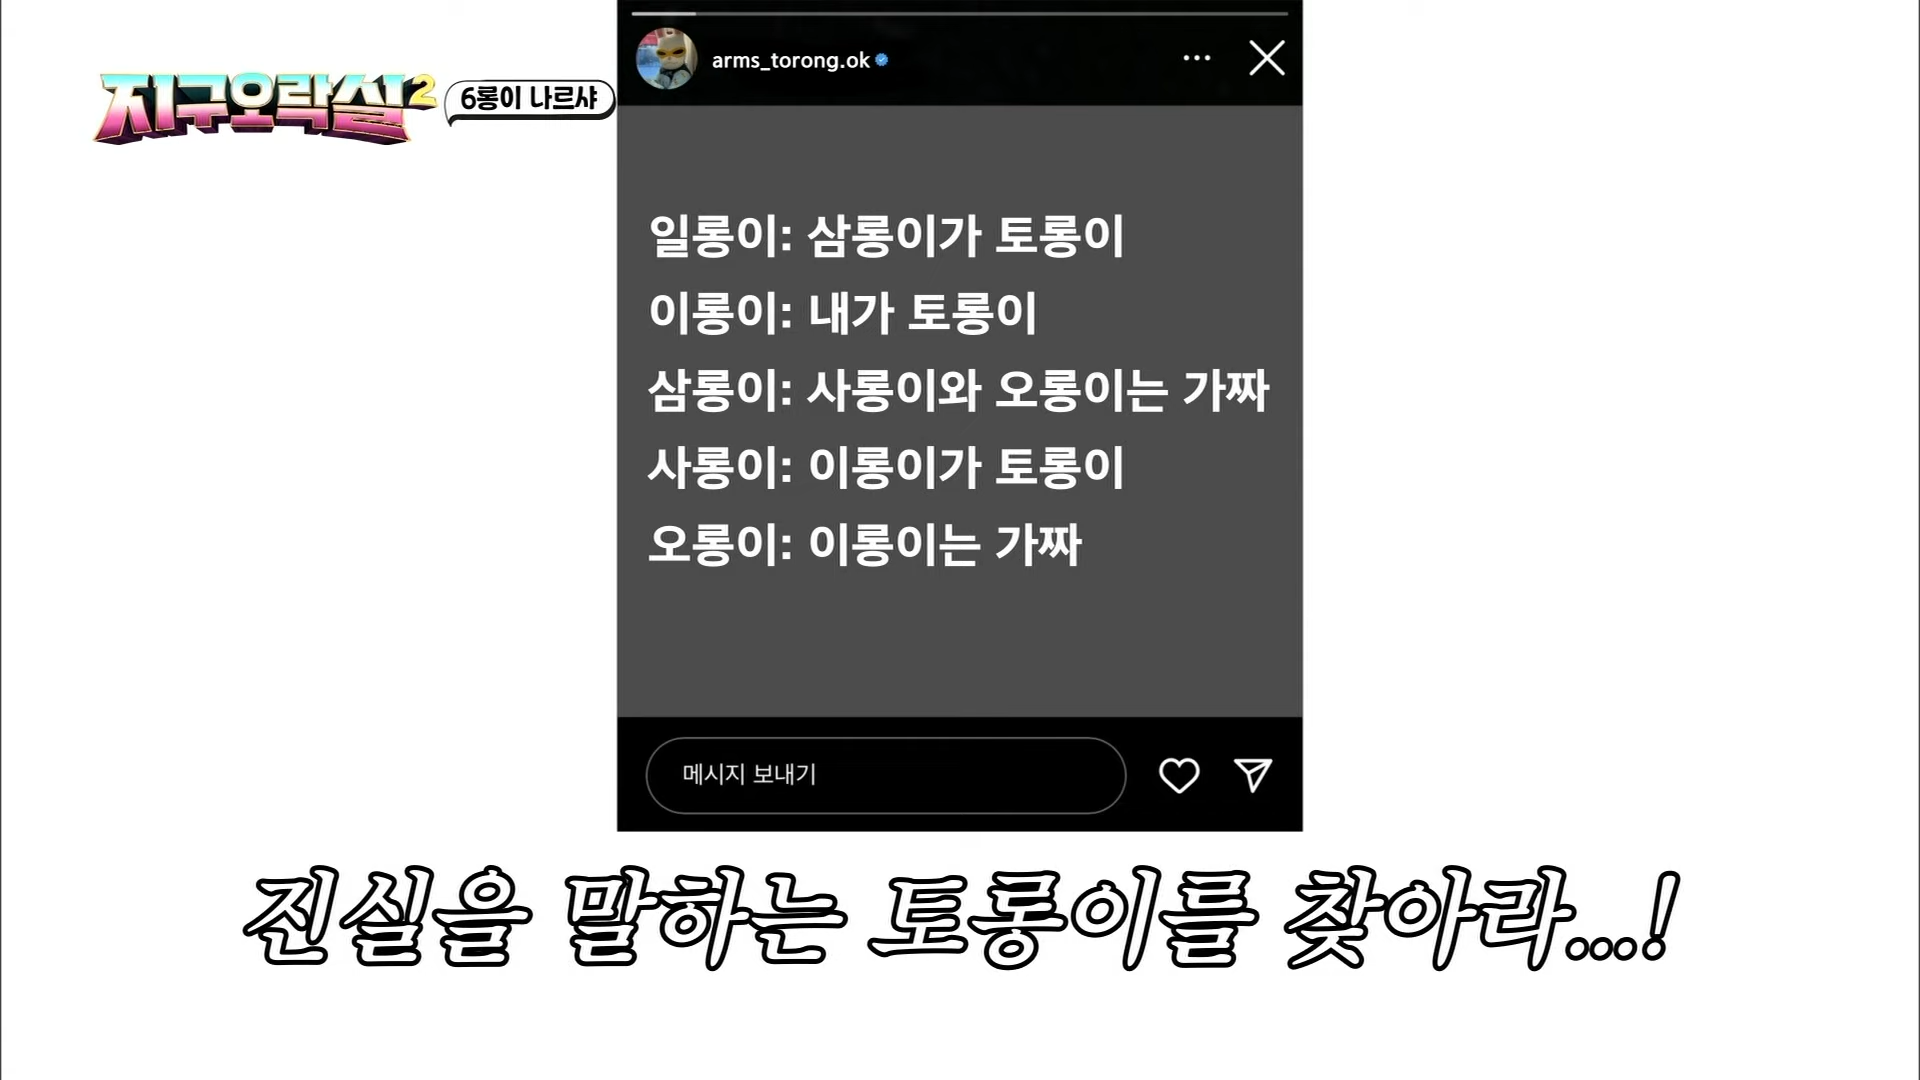 지구오락실2
6롱이 나르샤
arms_torong.ok
일롱이: 삼롱이가 토롱이
이롱이: 내가 토롱이
삼롱이: 사롱이와 오롱이는 가짜
사롱이: 이롱이가 토롱이
오롱이: 이롱이는 가짜
메시지 보내기
진실을 말하는 토롱이를 찾아라...!